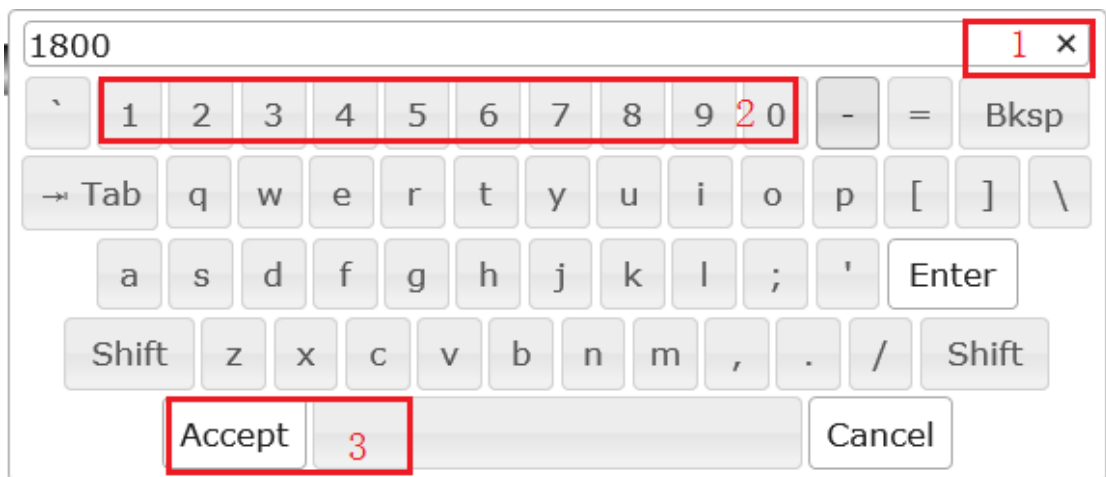 1800 1 ×
` 1 2 3 4 5 6 7 8 9 2 0 - = Bksp
⇥ Tab q w e r t y u i o p [ ] \
a s d f g h j k l ; ' Enter
Shift z x c v b n m , . / Shift
Accept 3 Cancel